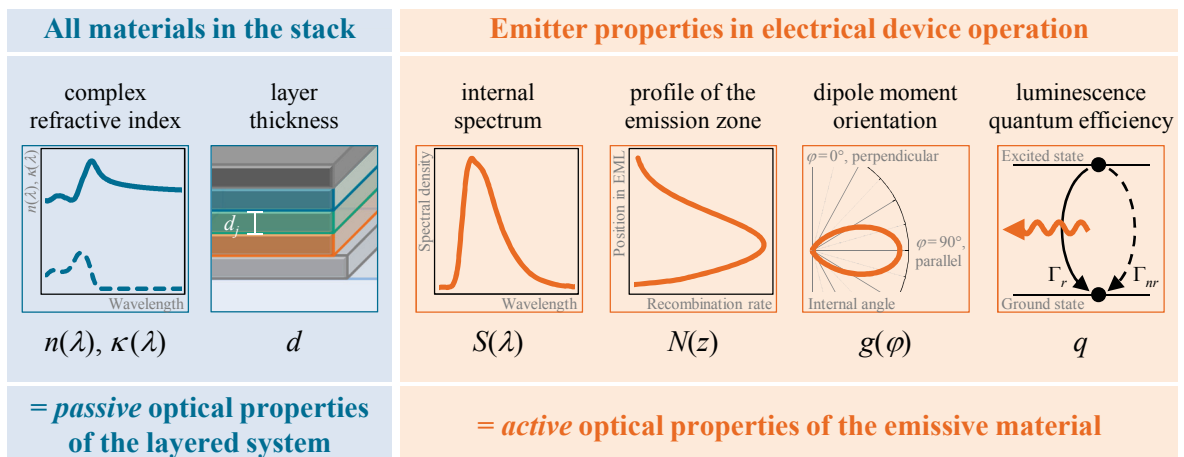 All materials in the stack
complex
refractive index
n(λ), κ(λ)
Wavelength
n(λ), κ(λ)
layer
thickness
d_j
d
= passive optical properties
of the layered system
Emitter properties in electrical device operation
internal
spectrum
Spectral density
Wavelength
S(λ)
profile of the
emission zone
Position in EML
Recombination rate
N(z)
dipole moment
orientation
φ=0°, perpendicular
φ=90°,
parallel
Internal angle
g(φ)
luminescence
quantum efficiency
Excited state
Γ_r
Γ_nr
Ground state
q
= active optical properties of the emissive material